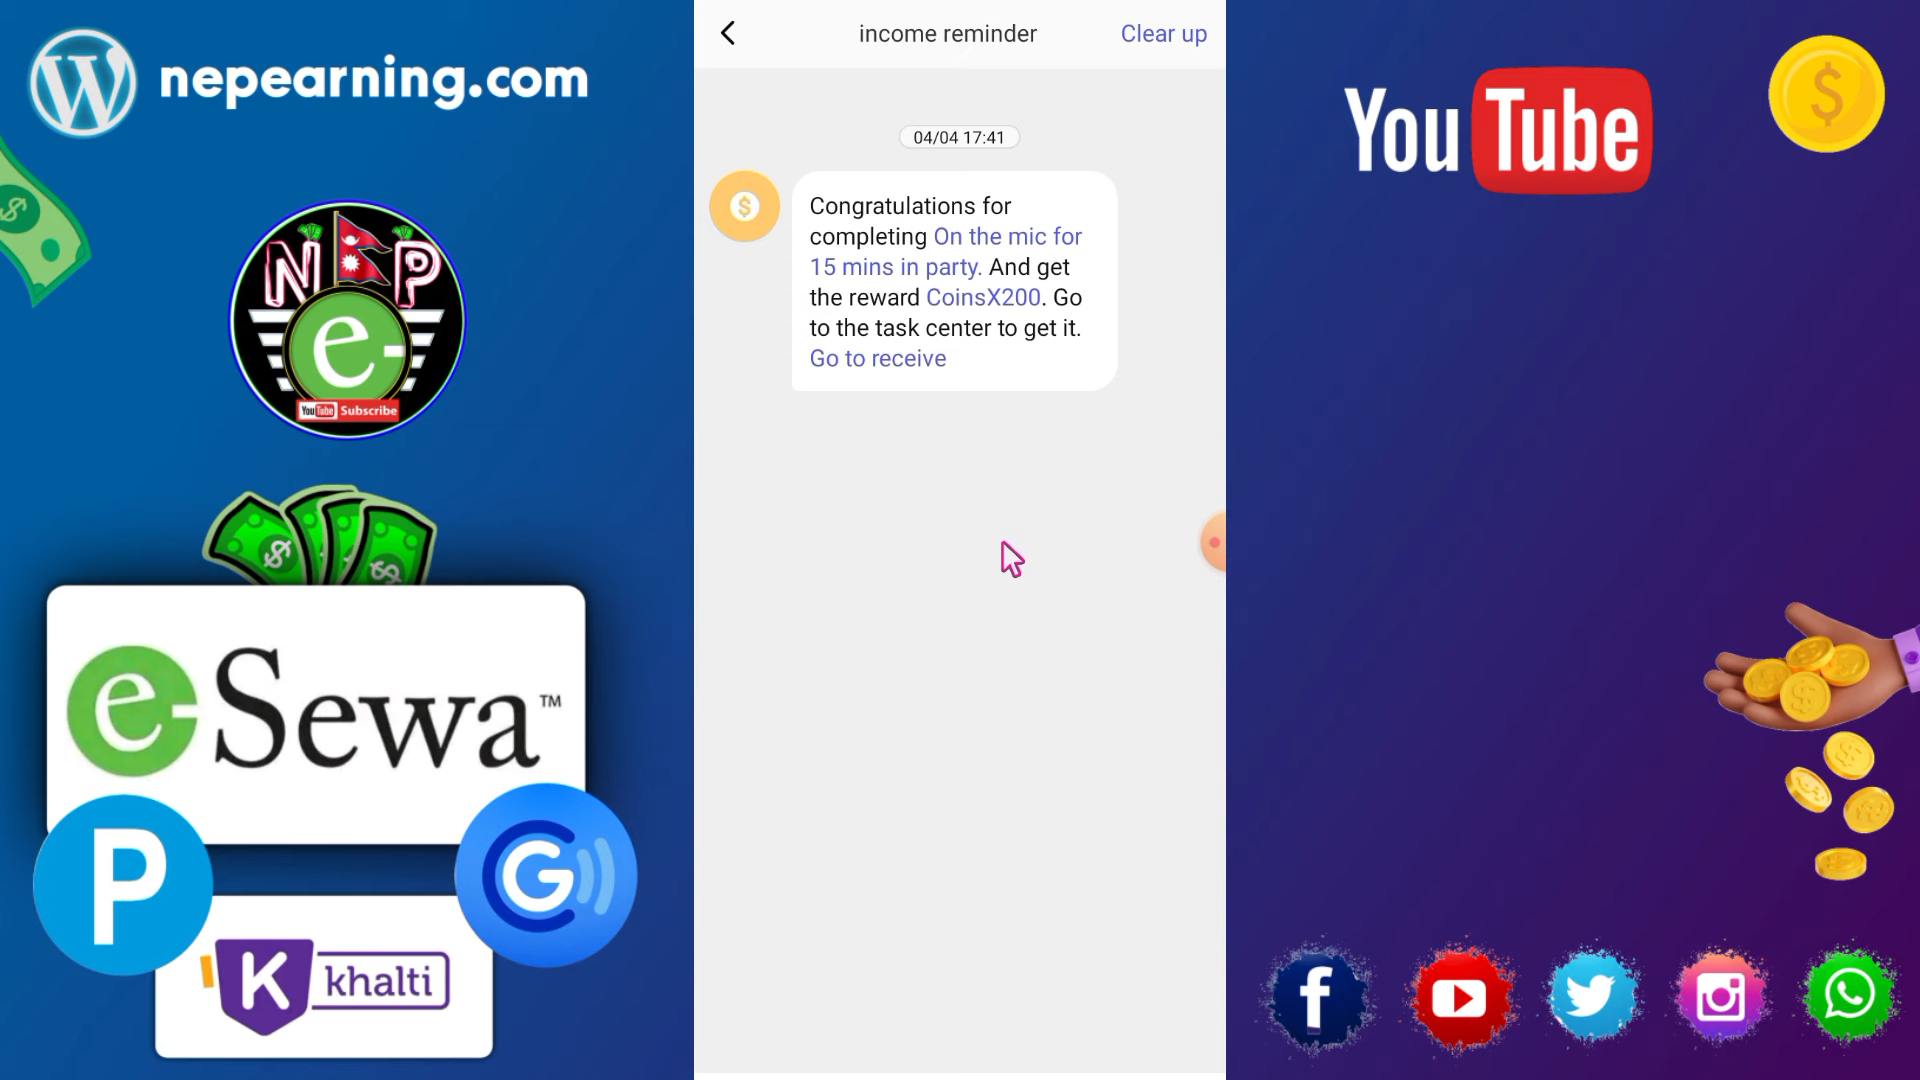 nepearning.com
NEP
e-
YouTube Subscribe
e-Sewa™
P
G
K khalti
income reminder
Clear up
04/04 17:41
Congratulations for
completing On the mic for
15 mins in party. And get
the reward CoinsX200. Go
to the task center to get it.
Go to receive
YouTube